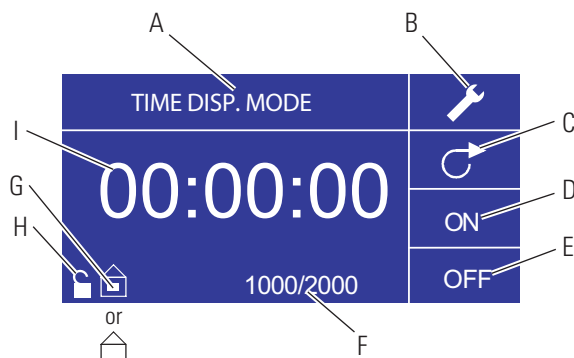 A
B
TIME DISP. MODE
I
C
00:00:00
G
D
ON
H
E
1000/2000
OFF
or
F